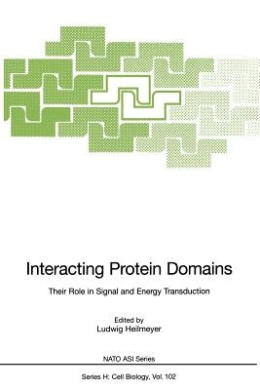 Interacting Protein Domains
Their Role in Signal and Energy Transduction
Edited by
Ludwig Heilmeyer
NATO ASI Series
Series H: Cell Biology, Vol. 102